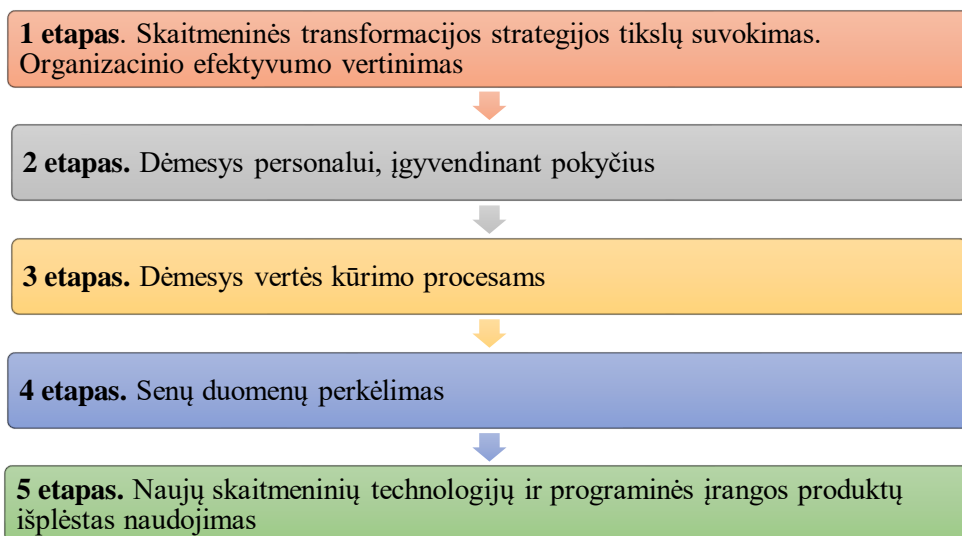 1 etapas. Skaitmeninės transformacijos strategijos tikslų suvokimas.
Organizacinio efektyvumo vertinimas
2 etapas. Dėmesys personalui, įgyvendinant pokyčius
3 etapas. Dėmesys vertės kūrimo procesams
4 etapas. Senų duomenų perkėlimas
5 etapas. Naujų skaitmeninių technologijų ir programinės įrangos produktų
išplėstas naudojimas